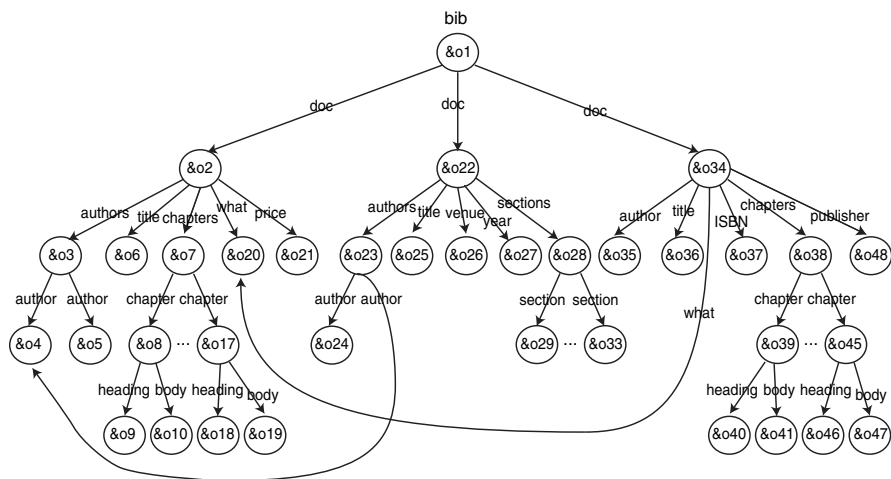 bib
&o1
doc doc doc
&o2 &o22 &o34
authors title chapters what price authors title venue year sections author title ISBN chapters publisher
&o3 &o6 &o7 &o20 &o21 &o23 &o25 &o26 &o27 &o28 &o35 &o36 &o37 &o38 &o48
author author chapter chapter author author section section what chapter chapter
&o4 &o5 &o8 ... &o17 &o24 &o29 ... &o33 &o39 ... &o45
heading body heading body heading body heading body
&o9 &o10 &o18 &o19 &o40 &o41 &o46 &o47